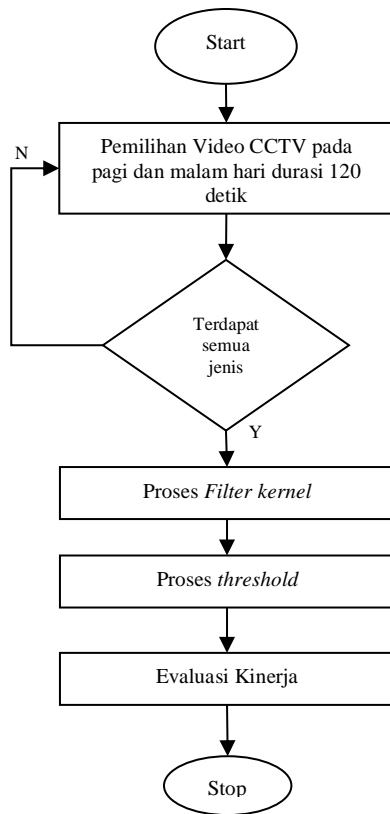 Start
N
Pemilihan Video CCTV pada
pagi dan malam hari durasi 120
detik
Terdapat
semua
jenis
Y
Proses Filter kernel
Proses threshold
Evaluasi Kinerja
Stop